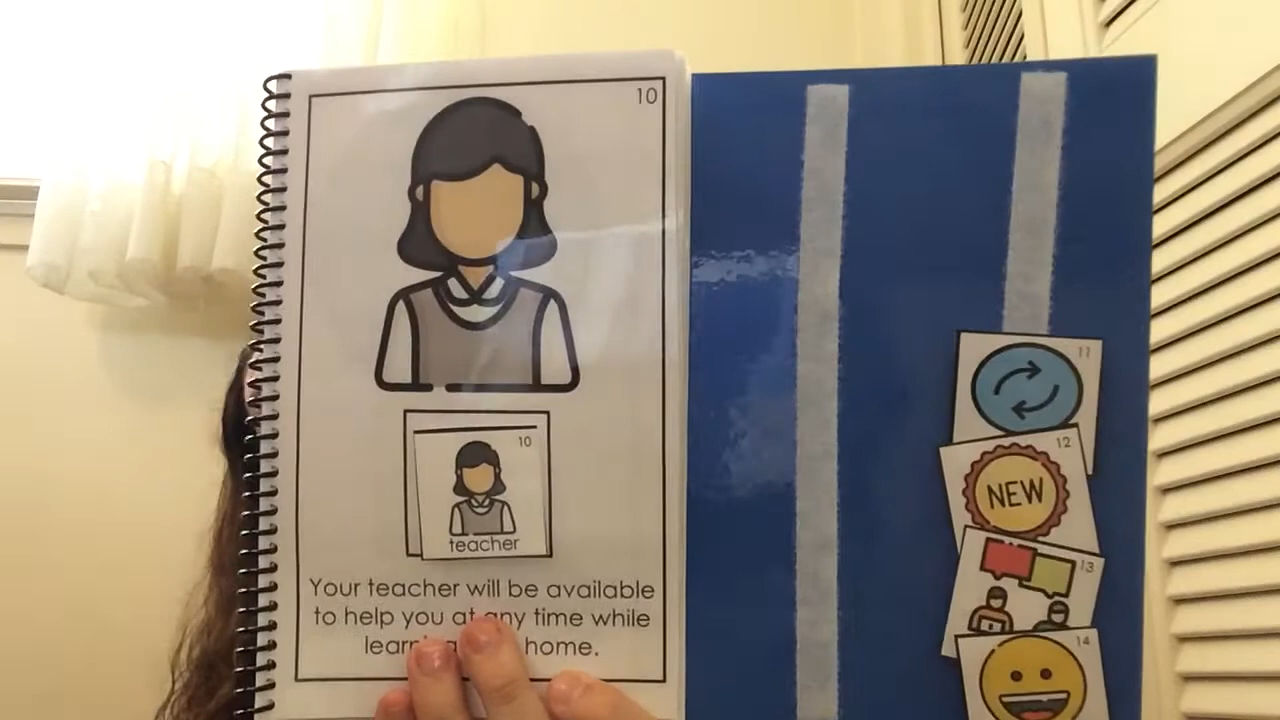 10
10
teacher
Your teacher will be available
to help you at any time while
home.
11
12
NEW
13
14